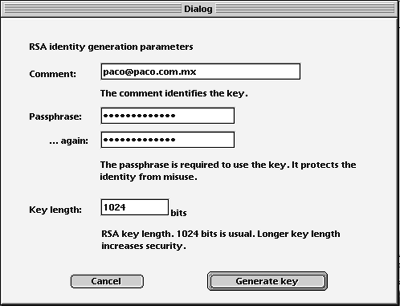 Dialog
RSA identity generation parameters
Comment: paco@paco.com.mx
The comment identifies the key.
Passphrase: •••••••••••••
... again: •••••••••••••
The passphrase is required to use the key. It protects the
identity from misuse.
Key length: 1024 bits
RSA key length. 1024 bits is usual. Longer key length
increases security.
Cancel Generate key